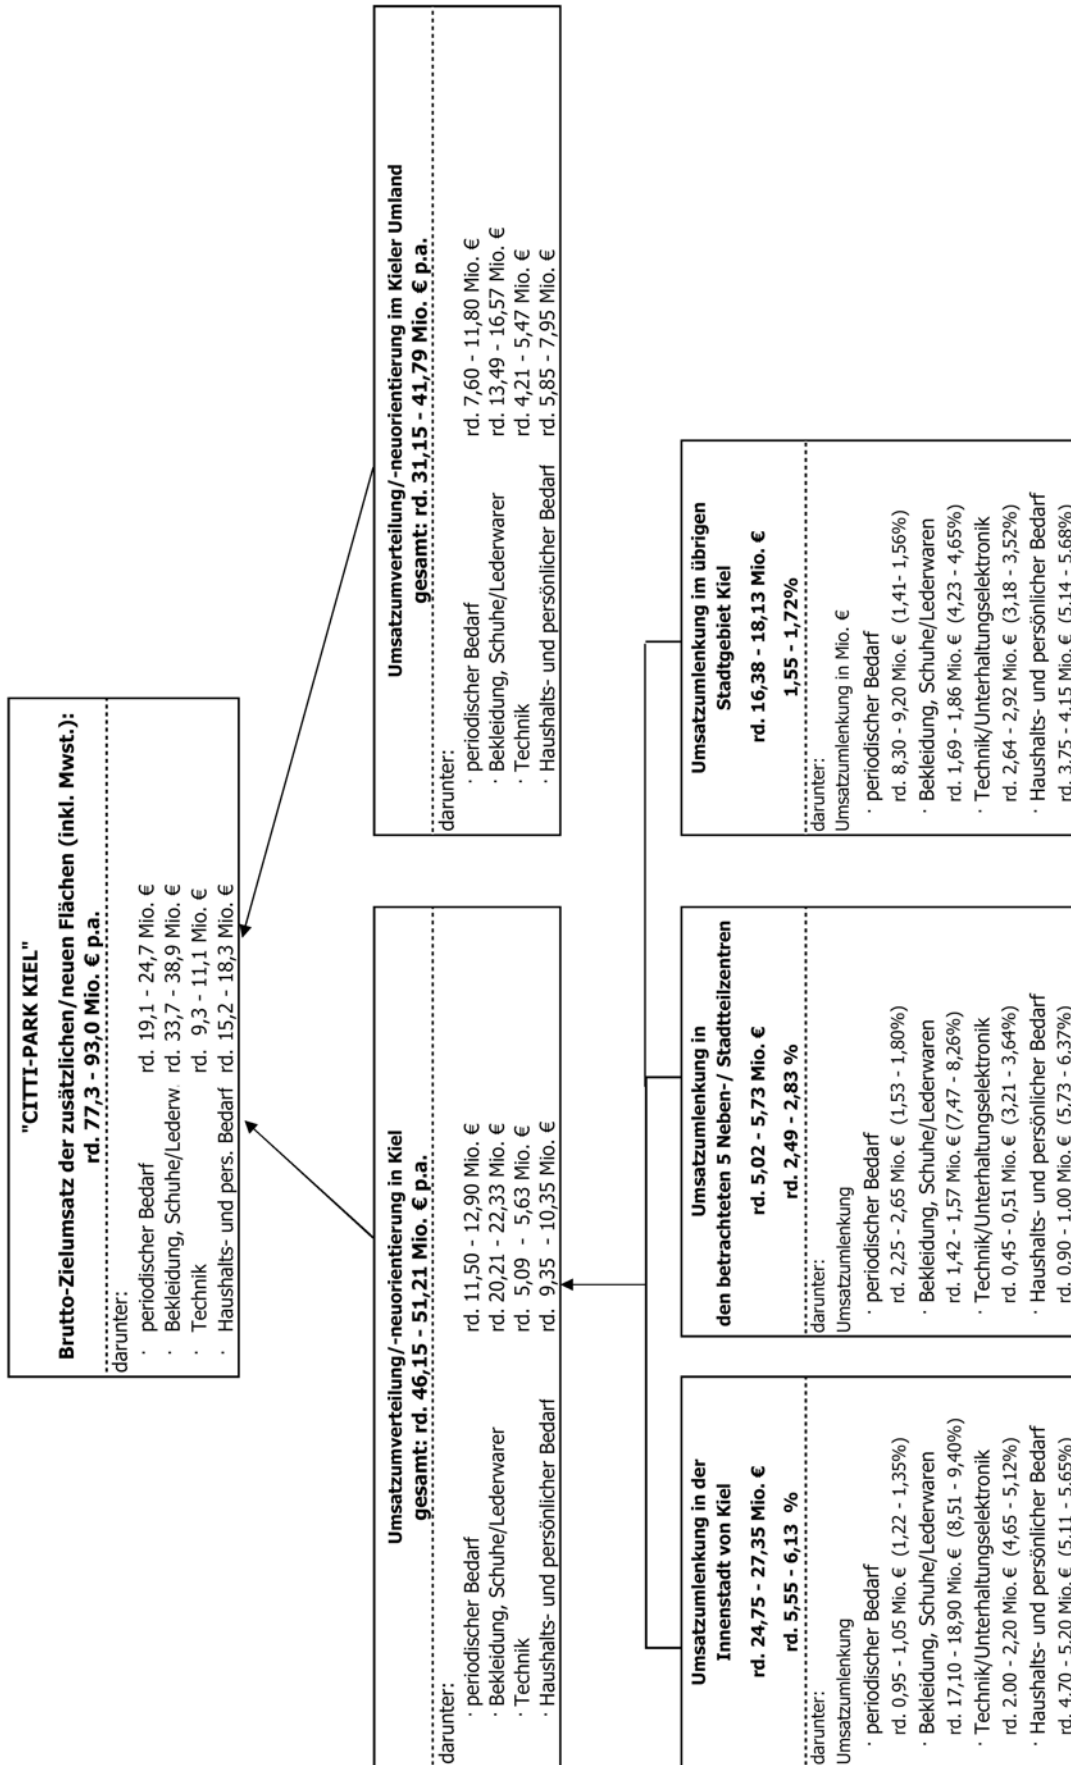 "CITTI-PARK KIEL"
Brutto-Zielumsatz der zusätzlichen/neuen Flächen (inkl. Mwst.):
rd. 77,3 - 93,0 Mio. € p.a.
darunter:
· periodischer Bedarf rd. 19,1 - 24,7 Mio. €
· Bekleidung, Schuhe/Lederw. rd. 33,7 - 38,9 Mio. €
· Technik rd. 9,3 - 11,1 Mio. €
· Haushalts- und pers. Bedarf rd. 15,2 - 18,3 Mio. €
Umsatzumverteilung/-neuorientierung in Kiel
gesamt: rd. 46,15 - 51,21 Mio. € p.a.
darunter:
· periodischer Bedarf rd. 11,50 - 12,90 Mio. €
· Bekleidung, Schuhe/Lederwarer rd. 20,21 - 22,33 Mio. €
· Technik rd. 5,09 - 5,63 Mio. €
· Haushalts- und persönlicher Bedarf rd. 9,35 - 10,35 Mio. €
Umsatzumverteilung/-neuorientierung im Kieler Umland
gesamt: rd. 31,15 - 41,79 Mio. € p.a.
darunter:
· periodischer Bedarf rd. 7,60 - 11,80 Mio. €
· Bekleidung, Schuhe/Lederwarer rd. 13,49 - 16,57 Mio. €
· Technik rd. 4,21 - 5,47 Mio. €
· Haushalts- und persönlicher Bedarf rd. 5,85 - 7,95 Mio. €
Umsatzumlenkung in der
Innenstadt von Kiel
rd. 24,75 - 27,35 Mio. €
rd. 5,55 - 6,13 %
darunter:
Umsatzumlenkung
· periodischer Bedarf
rd. 0,95 - 1,05 Mio. € (1,22 - 1,35%)
· Bekleidung, Schuhe/Lederwaren
rd. 17,10 - 18,90 Mio. € (8,51 - 9,40%)
· Technik/Unterhaltungselektronik
rd. 2.00 - 2,20 Mio. € (4,65 - 5,12%)
· Haushalts- und persönlicher Bedarf
rd. 4,70 - 5,20 Mio. € (5,11 - 5,65%)
Umsatzumlenkung in
den betrachteten 5 Neben-/ Stadtteilzentren
rd. 5,02 - 5,73 Mio. €
rd. 2,49 - 2,83 %
darunter:
Umsatzumlenkung
· periodischer Bedarf
rd. 2,25 - 2,65 Mio. € (1,53 - 1,80%)
· Bekleidung, Schuhe/Lederwaren
rd. 1,42 - 1,57 Mio. € (7,47 - 8,26%)
· Technik/Unterhaltungselektronik
rd. 0,45 - 0,51 Mio. € (3,21 - 3,64%)
· Haushalts- und persönlicher Bedarf
rd. 0,90 - 1,00 Mio. € (5,73 - 6,37%)
Umsatzumlenkung im übrigen
Stadtgebiet Kiel
rd. 16,38 - 18,13 Mio. €
1,55 - 1,72%
darunter:
Umsatzumlenkung in Mio. €
· periodischer Bedarf
rd. 8,30 - 9,20 Mio. € (1,41- 1,56%)
· Bekleidung, Schuhe/Lederwaren
rd. 1,69 - 1,86 Mio. € (4,23 - 4,65%)
· Technik/Unterhaltungselektronik
rd. 2,64 - 2,92 Mio. € (3,18 - 3,52%)
· Haushalts- und persönlicher Bedarf
rd. 3,75 - 4,15 Mio. € (5,14 - 5,68%)